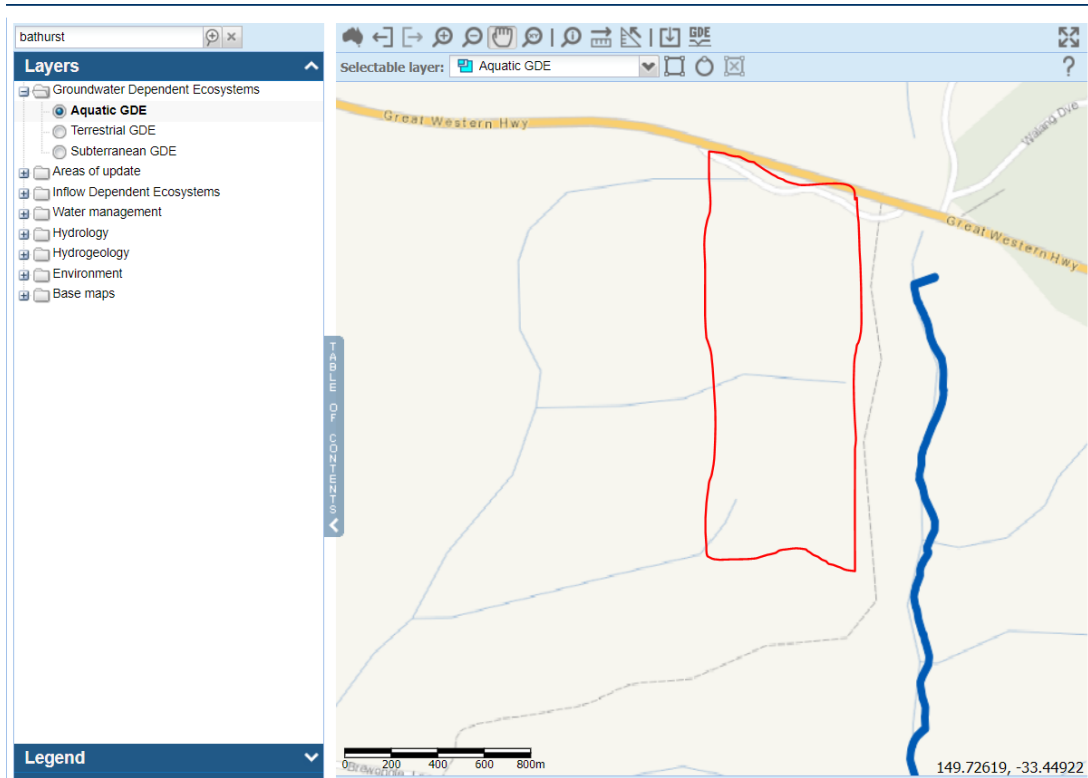 bathurst
Layers
Groundwater Dependent Ecosystems
Aquatic GDE
Terrestrial GDE
Subterranean GDE
Areas of update
Inflow Dependent Ecosystems
Water management
Hydrology
Hydrogeology
Environment
Base maps
Legend
TABLE OF CONTENTS
GDE
Selectable layer: Aquatic GDE
?
Great Western Hwy
Walang Dve
Great Western Hwy
0 200 400 600 800m
149.72619, -33.44922